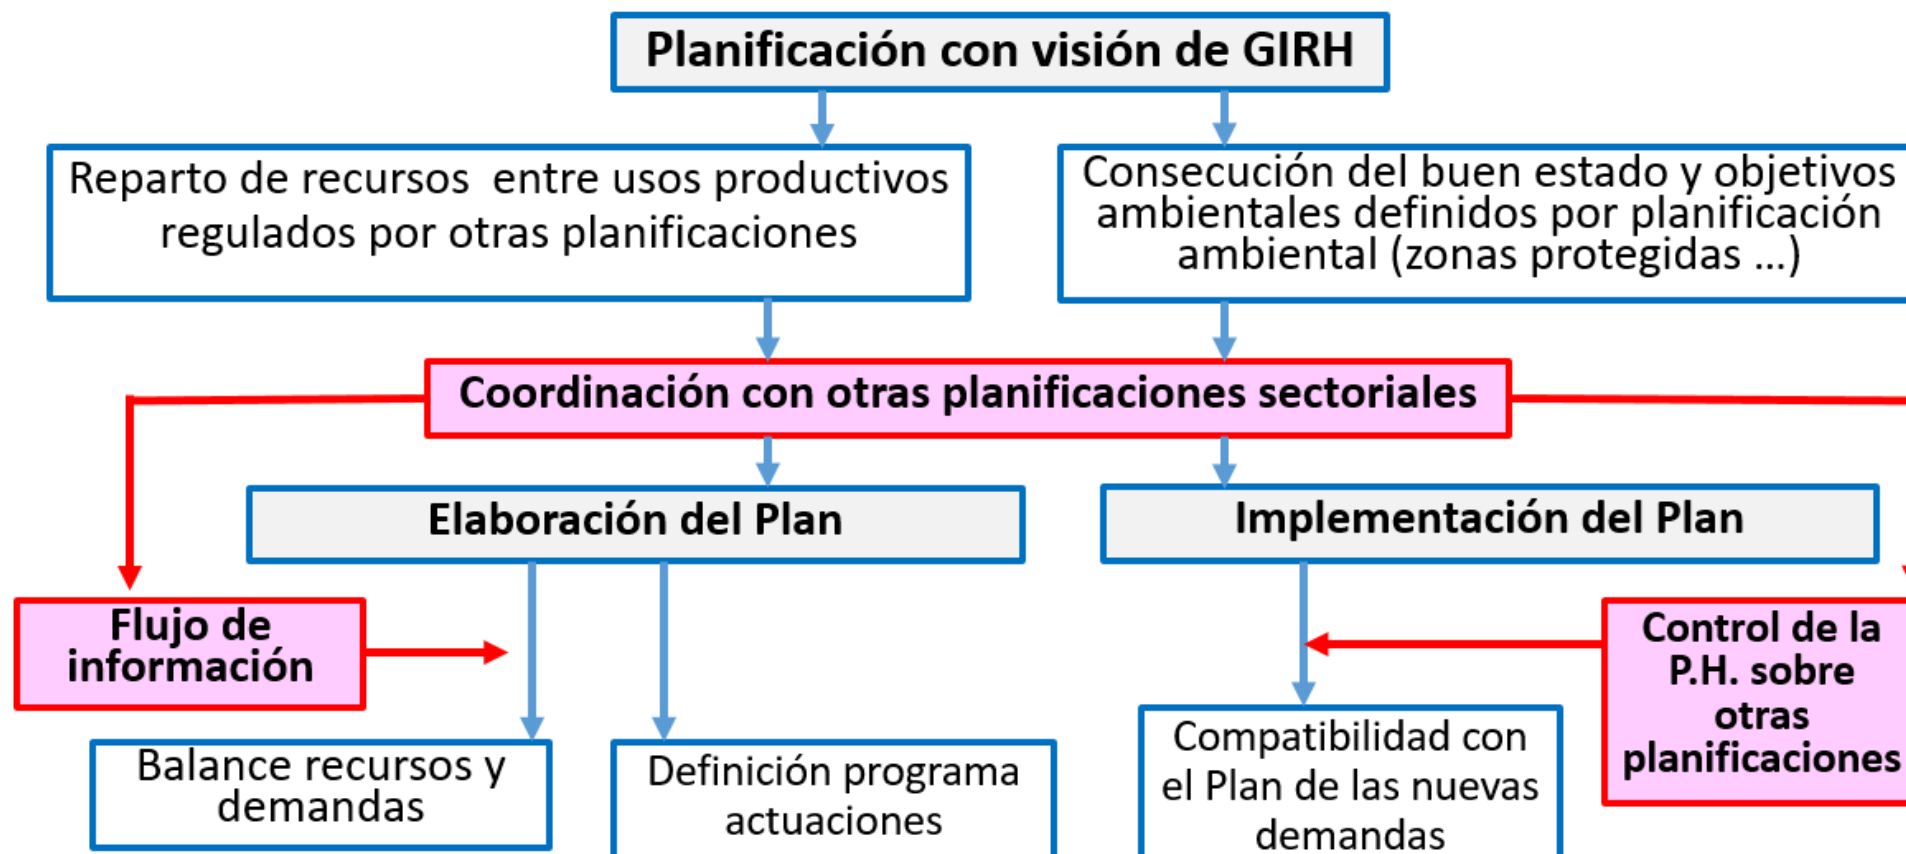 Planificación con visión de GIRH
Reparto de recursos entre usos productivos
regulados por otras planificaciones
Consecución del buen estado y objetivos
ambientales definidos por planificación
ambiental (zonas protegidas ...)
Coordinación con otras planificaciones sectoriales
Elaboración del Plan
Implementación del Plan
Flujo de
información
Control de la
P.H. sobre
otras
planificaciones
Balance recursos y
demandas
Definición programa
actuaciones
Compatibilidad con
el Plan de las nuevas
demandas